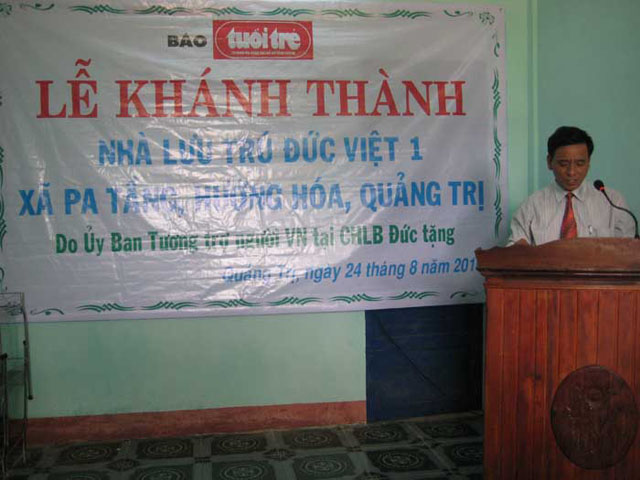 BÁO tuổi trẻ
LỄ KHÁNH THÀNH
NHÀ LƯU TRÚ ĐỨC VIỆT 1
XÃ PA TẦNG, HƯỚNG HÓA, QUẢNG TRỊ
Do Ủy Ban Tương trợ người VN tại CHLB Đức tặng
Quảng Trị, ngày 24 tháng 8 năm 201